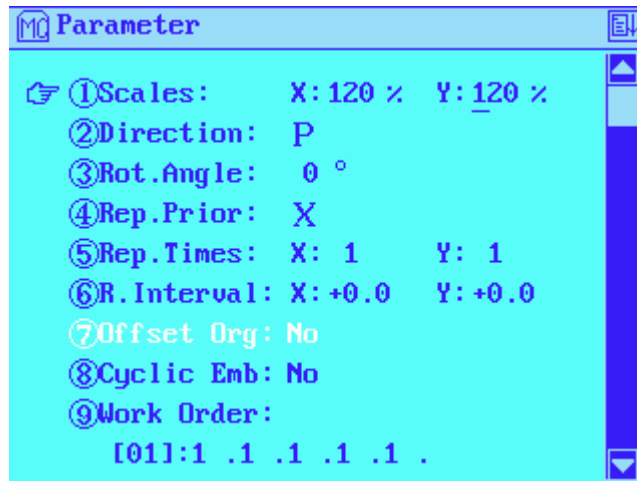 MC Parameter
①Scales: X:120 % Y:120 %
②Direction: P
③Rot.Angle: 0 °
④Rep.Prior: X
⑤Rep.Times: X: 1 Y: 1
⑥R.Interval: X:+0.0 Y:+0.0
⑦Offset Org: No
⑧Cyclic Emb: No
⑨Work Order:
[01]:1 .1 .1 .1 .1 .